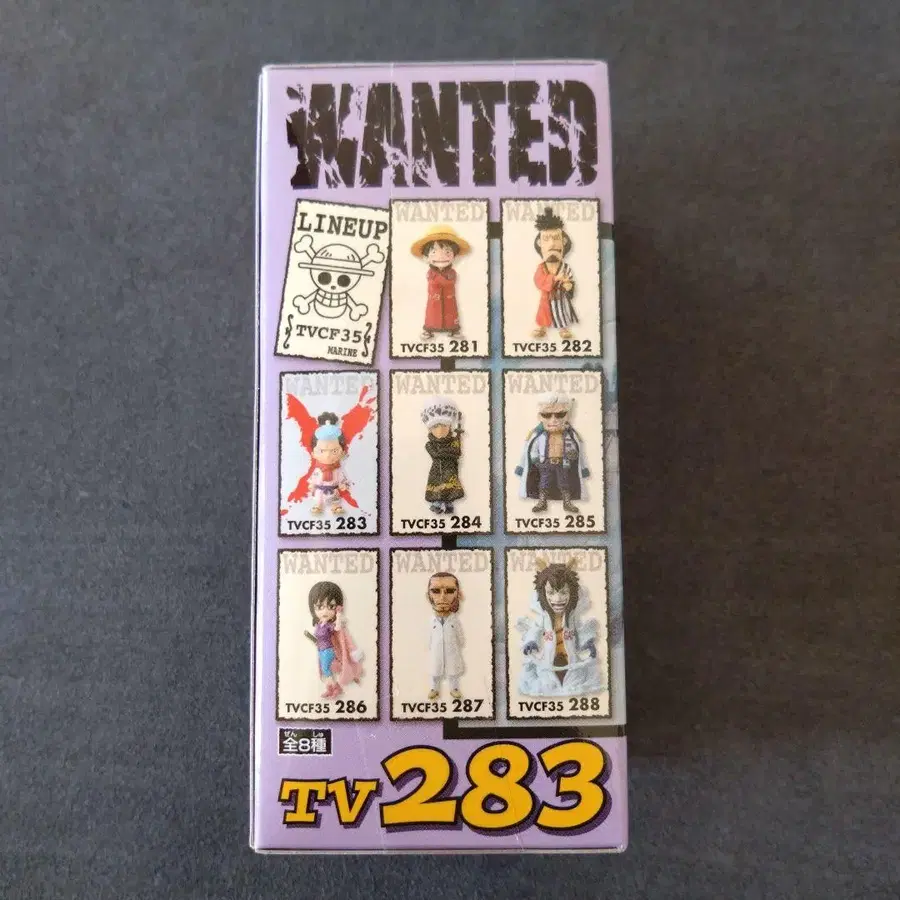 WANTED
LINEUP
TVCF35
MARINE
WANTED
TVCF35 281
WANTED
TVCF35 282
WANTED
TVCF35 283
WANTED
TVCF35 284
WANTED
TVCF35 285
WANTED
TVCF35 286
WANTED
TVCF35 287
WANTED
TVCF35 288
ぜん しゅ
全8種
TV283